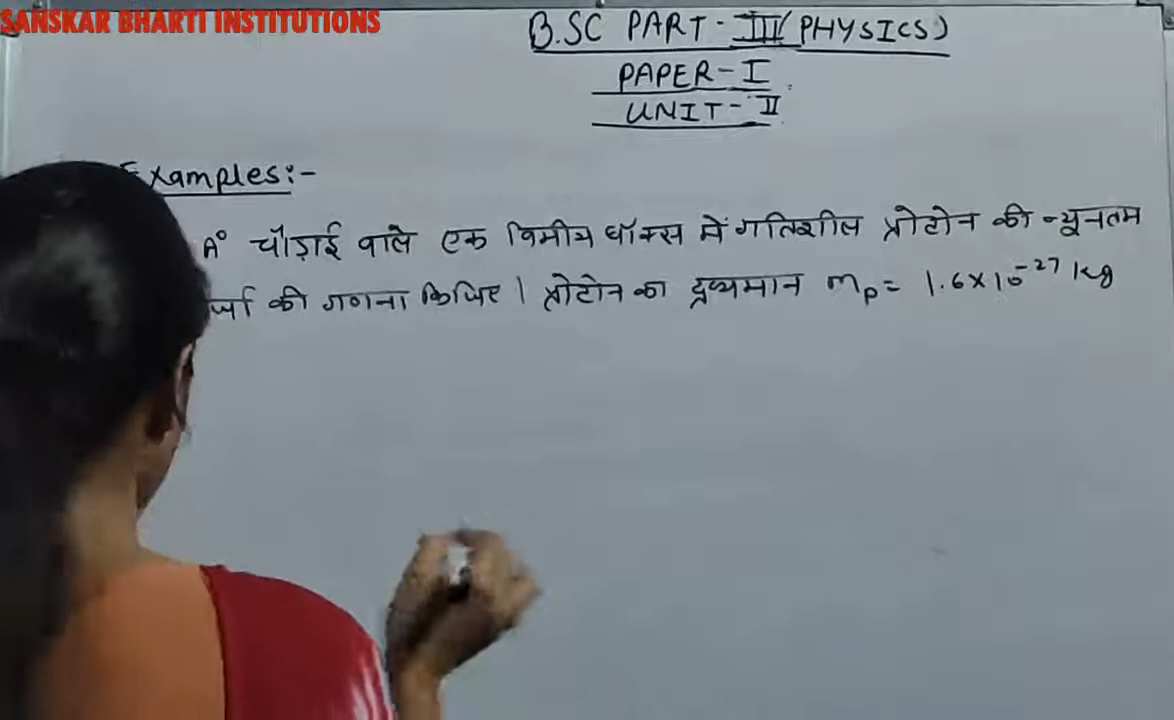 SANSKAR BHARTI INSTITUTIONS
B.SC PART-III (PHYSICS)
PAPER-I
UNIT-II
Examples:-
A° चौड़ाई वाले एक विमीय बॉक्स में गतिशील प्रोटोन की न्यूनतम
र्जा की गणना किजिए। प्रोटोन का द्रव्यमान mₚ= 1.6×10⁻²⁷ kg